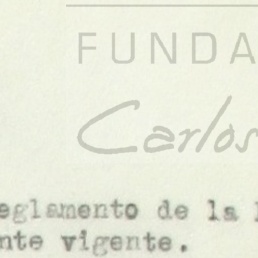 FUNDA
Carlos
eglamento de la
nte vigente.